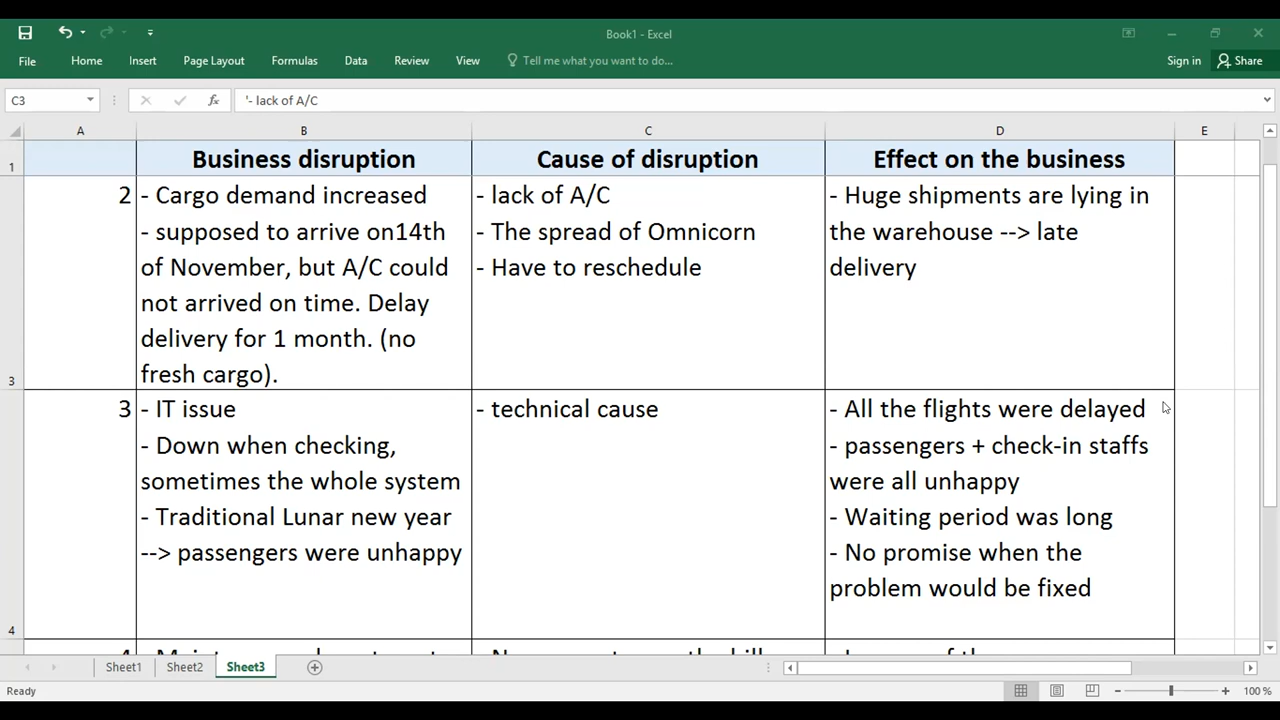 Book1 - Excel
File Home Insert Page Layout Formulas Data Review View Tell me what you want to do... Sign in Share
C3 fx '- lack of A/C
A B C D E
1 Business disruption Cause of disruption Effect on the business
2 - Cargo demand increased - lack of A/C - Huge shipments are lying in
- supposed to arrive on14th - The spread of Omnicorn the warehouse --> late
of November, but A/C could - Have to reschedule delivery
not arrived on time. Delay
delivery for 1 month. (no
3 fresh cargo).
3 - IT issue - technical cause - All the flights were delayed
- Down when checking, - passengers + check-in staffs
sometimes the whole system were all unhappy
- Traditional Lunar new year - Waiting period was long
--> passengers were unhappy - No promise when the
problem would be fixed
4
Sheet1 Sheet2 Sheet3
Ready 100 %